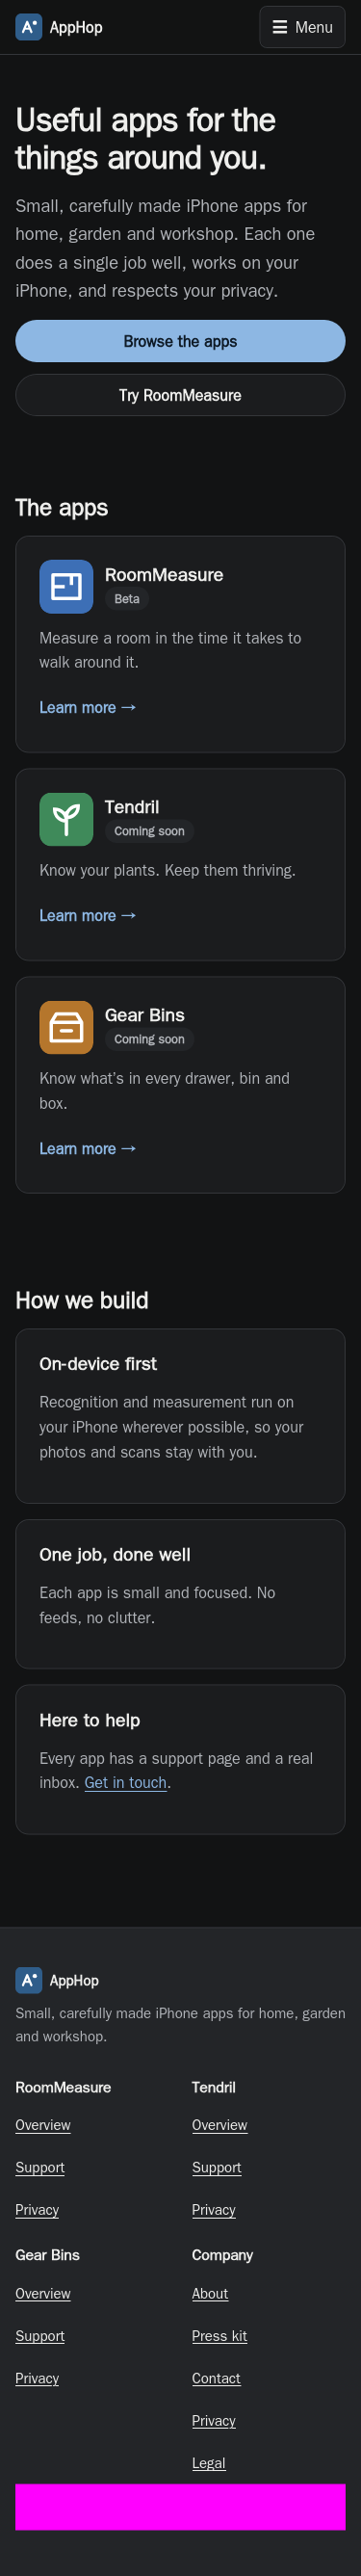 AppHop
☰ Menu
Useful apps for the
things around you.
Small, carefully made iPhone apps for
home, garden and workshop. Each one
does a single job well, works on your
iPhone, and respects your privacy.
Browse the apps
Try RoomMeasure
The apps
RoomMeasure
Beta
Measure a room in the time it takes to
walk around it.
Learn more →
Tendril
Coming soon
Know your plants. Keep them thriving.
Learn more →
Gear Bins
Coming soon
Know what’s in every drawer, bin and
box.
Learn more →
How we build
On-device first
Recognition and measurement run on
your iPhone wherever possible, so your
photos and scans stay with you.
One job, done well
Each app is small and focused. No
feeds, no clutter.
Here to help
Every app has a support page and a real
inbox. Get in touch.
AppHop
Small, carefully made iPhone apps for home, garden
and workshop.
RoomMeasure
Overview
Support
Privacy
Tendril
Overview
Support
Privacy
Gear Bins
Overview
Support
Privacy
Company
About
Press kit
Contact
Privacy
Legal